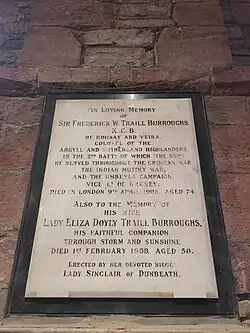 IN LOVING MEMORY
OF
SIR FREDERICK W. TRAILL BURROUGHS,
K.C.B.
OF ROUSAY AND VEIRA,
COLONEL OF THE
ARGYLL AND SUTHERLAND HIGHLANDERS
IN THE 2ND BATTN OF WHICH (THE 93RD)
HE SERVED THROUGHOUT THE CRIMEAN WAR
THE INDIAN MUTINY WAR,
AND THE UMBEYLA CAMPAIGN
VICE LT OF ORKNEY.
DIED IN LONDON 9TH APRIL 1905. AGED 74
ALSO TO THE MEMORY OF
HIS WIFE
LADY ELIZA DOYLY TRAILL BURROUGHS,
HIS FAITHFUL COMPANION
THROUGH STORM AND SUNSHINE
DIED 1ST FEBRUARY 1908. AGED 58.
ERECTED BY HER DEVOTED NIECE
LADY SINCLAIR OF DUNBEATH.